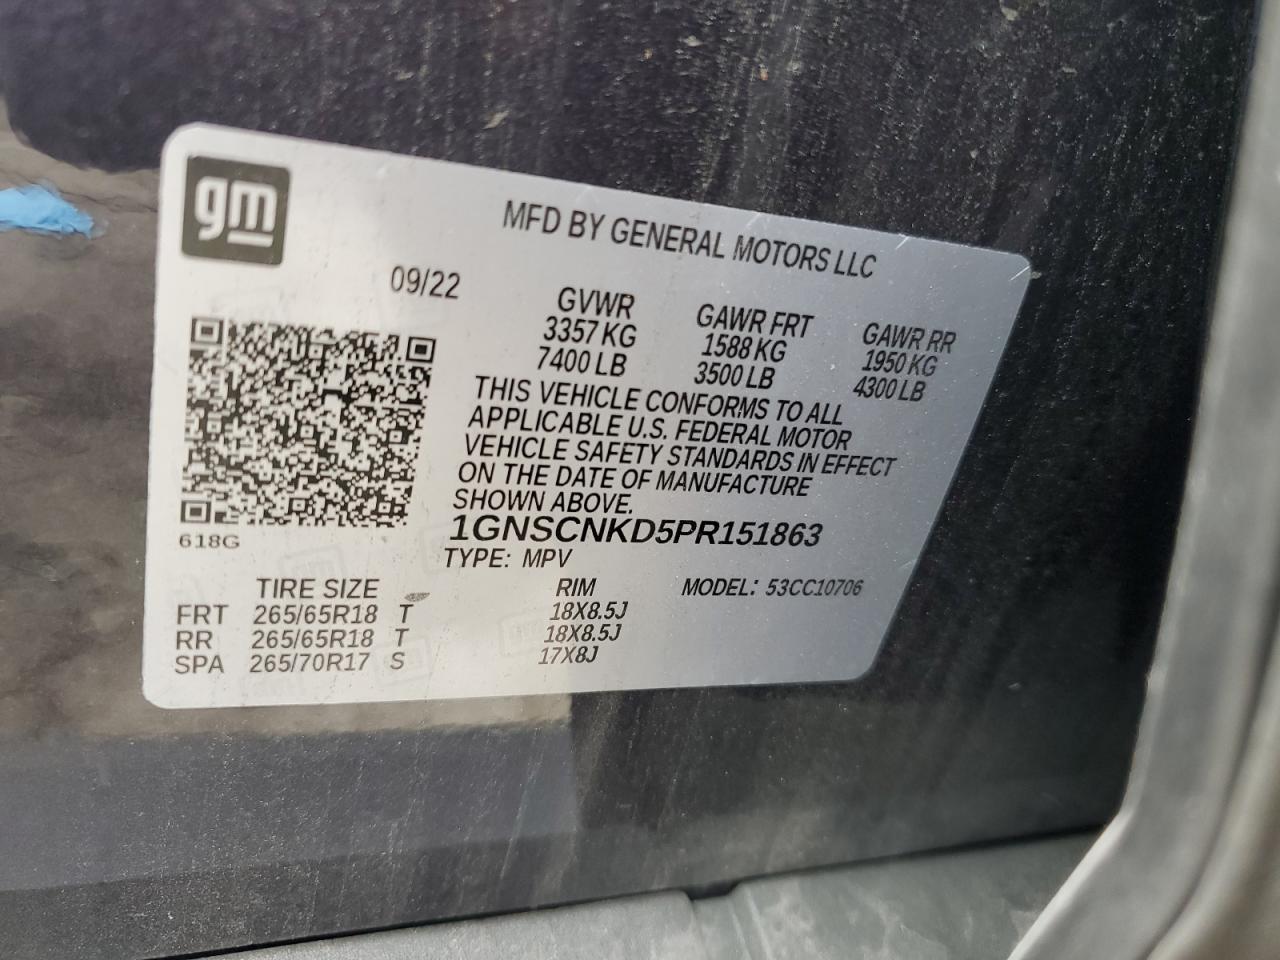 gm
MFD BY GENERAL MOTORS LLC
09/22
GVWR GAWR FRT GAWR RR
3357 KG 1588 KG 1950 KG
7400 LB 3500 LB 4300 LB
THIS VEHICLE CONFORMS TO ALL
APPLICABLE U.S. FEDERAL MOTOR
VEHICLE SAFETY STANDARDS IN EFFECT
ON THE DATE OF MANUFACTURE
SHOWN ABOVE.
618G
1GNSCNKD5PR151863
TYPE: MPV
TIRE SIZE RIM MODEL: 53CC10706
FRT 265/65R18 T 18X8.5J
RR 265/65R18 T 18X8.5J
SPA 265/70R17 S 17X8J